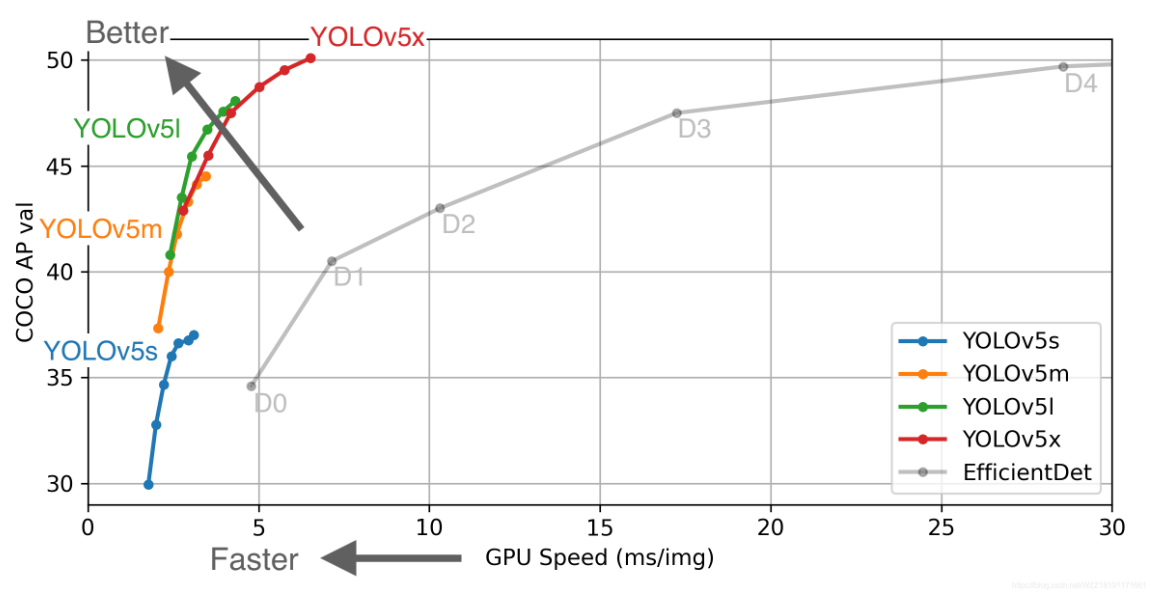 Better
YOLOv5x
50
D4
YOLOv5l
D3
45
YOLOv5m
D2
COCO AP val
40
D1
YOLOv5s
35
D0
30
YOLOv5s
YOLOv5m
YOLOv5l
YOLOv5x
EfficientDet
0 5 10 15 20 25 30
Faster
GPU Speed (ms/img)